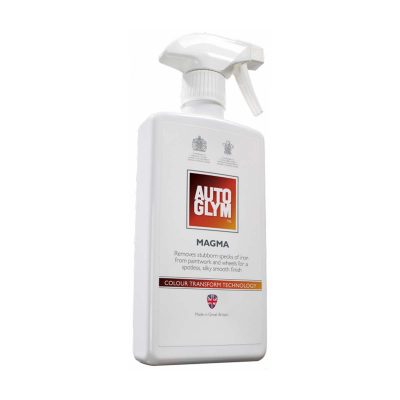 AUTO
GLYM
MAGMA
Removes stubborn specks of iron
from paintwork and wheels for a
spotless, silky smooth finish
COLOUR TRANSFORM TECHNOLOGY
Made in Great Britain